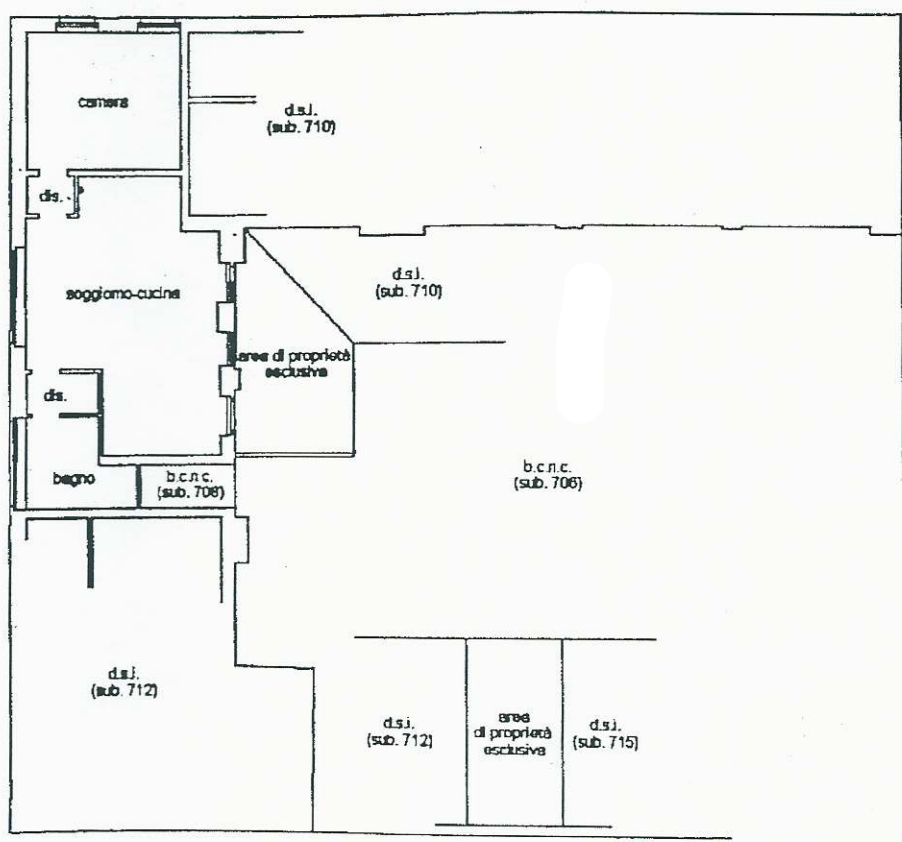 camera
d.s.i.
(sub. 710)
dis.
soggiorno-cucina
d.s.i.
(sub. 710)
area di proprietà
esclusiva
dis.
bagno
b.c.n.c.
(sub. 708)
b.c.n.c.
(sub. 706)
d.s.i.
(sub. 712)
d.s.i.
(sub. 712)
area
di proprietà
esclusiva
d.s.i.
(sub. 715)